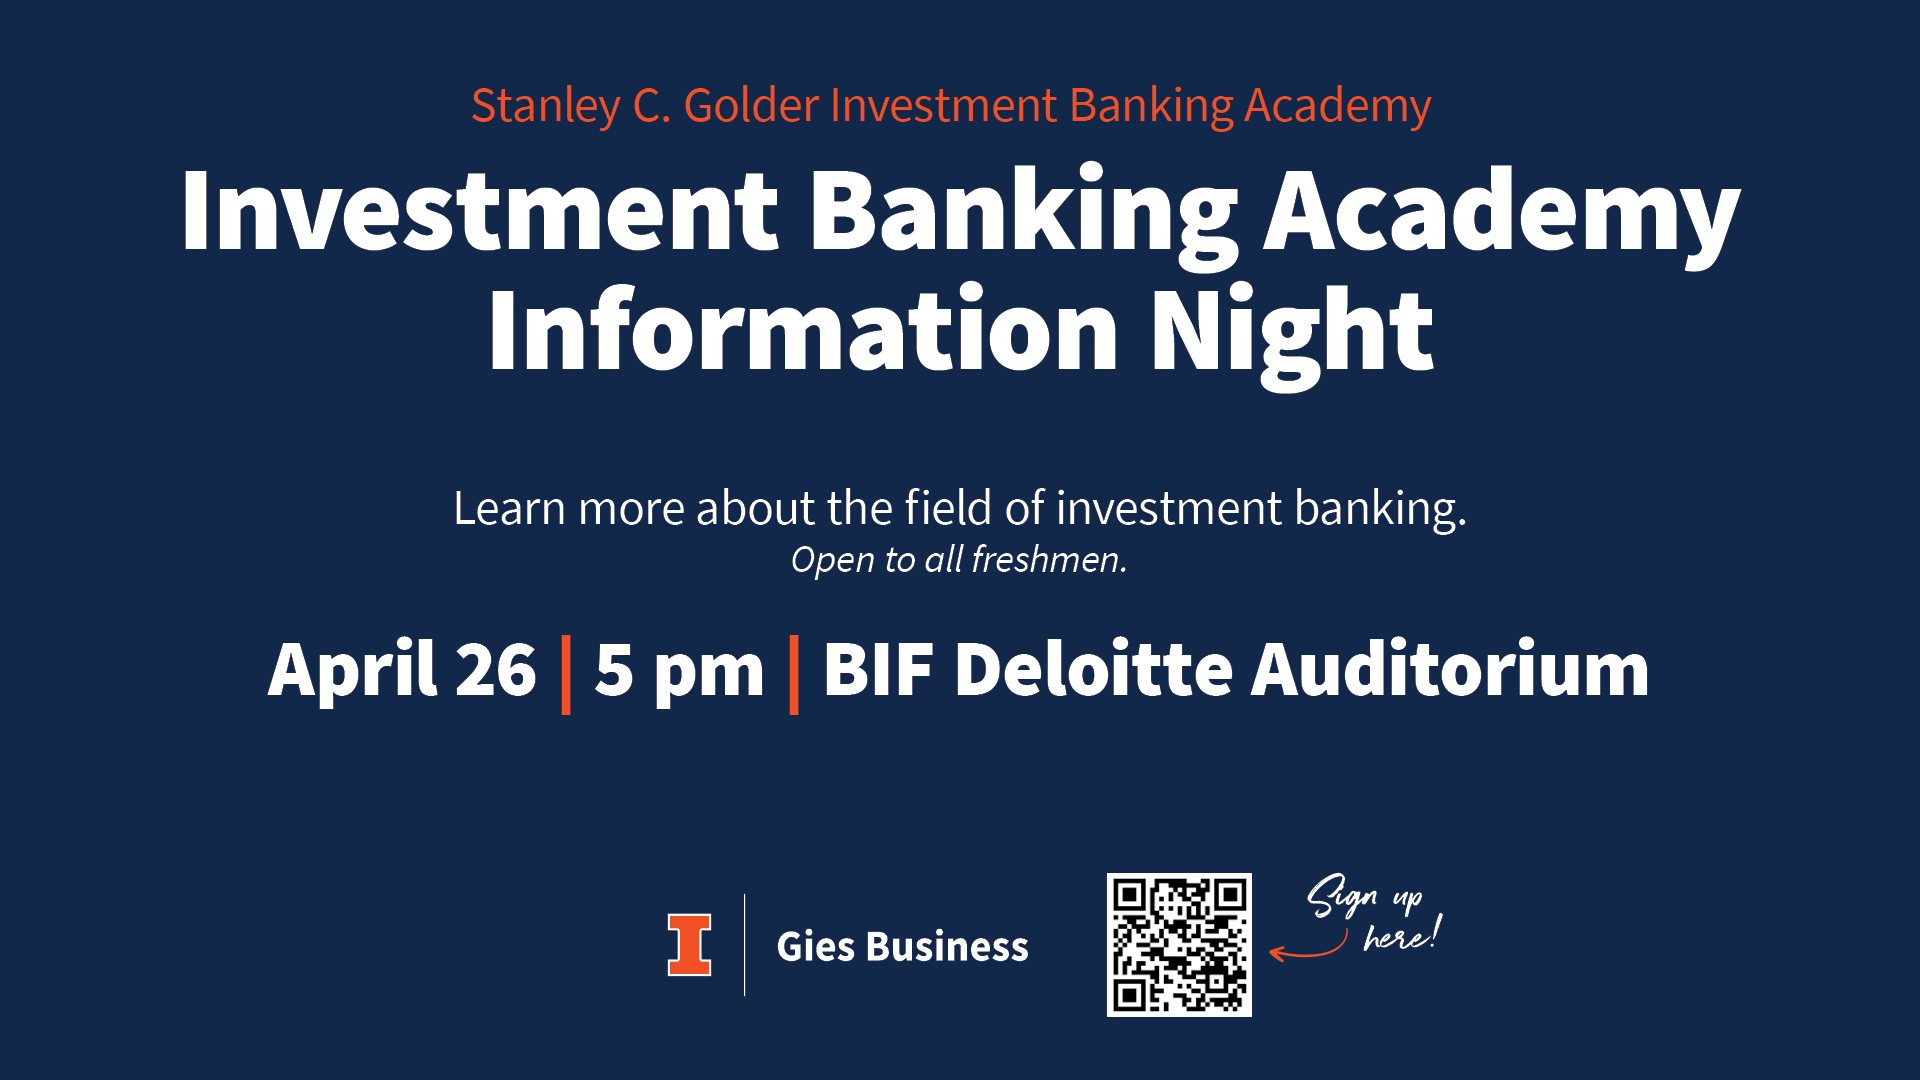 Stanley C. Golder Investment Banking Academy
Investment Banking Academy
Information Night
Learn more about the field of investment banking.
Open to all freshmen.
April 26 | 5 pm | BIF Deloitte Auditorium
I | Gies Business
Sign up
here!